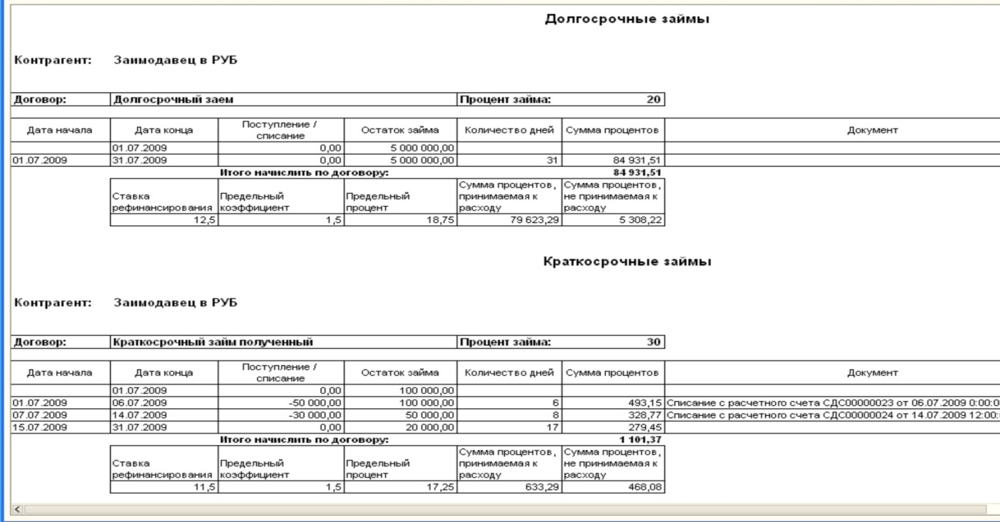 Долгосрочные займы
Контрагент: Заимодавец в РУБ
Договор: Долгосрочный заем Процент займа: 20
Дата начала Дата конца Поступление / списание Остаток займа Количество дней Сумма процентов Документ
01.07.2009 0,00 5 000 000,00
01.07.2009 31.07.2009 0,00 5 000 000,00 31 84 931,51
Итого начислить по договору: 84 931,51
Ставка рефинансирования Предельный коэффициент Предельный процент Сумма процентов, принимаемая к расходу Сумма процентов, не принимаемая к расходу
12,5 1,5 18,75 79 623,29 5 308,22
Краткосрочные займы
Контрагент: Заимодавец в РУБ
Договор: Краткосрочный займ полученный Процент займа: 30
Дата начала Дата конца Поступление / списание Остаток займа Количество дней Сумма процентов Документ
01.07.2009 0,00 100 000,00
01.07.2009 06.07.2009 -50 000,00 100 000,00 6 493,15 Списание с расчетного счета СДС00000023 от 06.07.2009 0:00:0
07.07.2009 14.07.2009 -30 000,00 50 000,00 8 328,77 Списание с расчетного счета СДС00000024 от 14.07.2009 12:00:
15.07.2009 31.07.2009 0,00 20 000,00 17 279,45
Итого начислить по договору: 1 101,37
Ставка рефинансирования Предельный коэффициент Предельный процент Сумма процентов, принимаемая к расходу Сумма процентов, не принимаемая к расходу
11,5 1,5 17,25 633,29 468,08